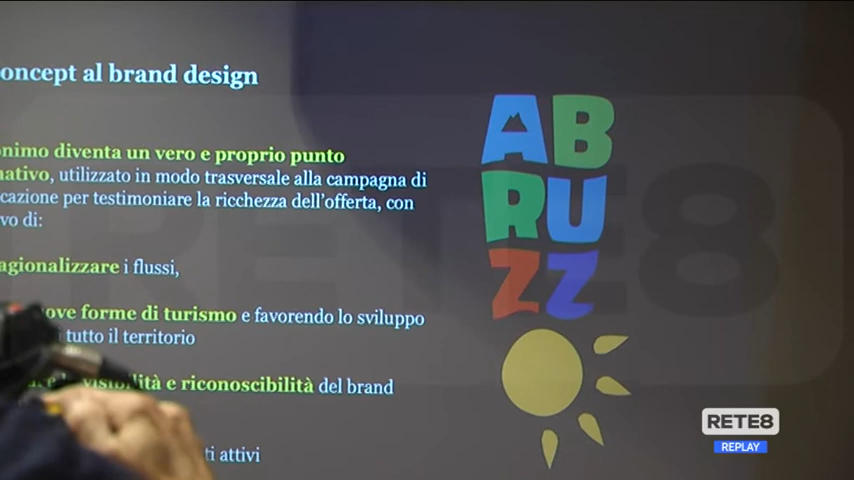 oncept al brand design
onimo diventa un vero e proprio punto
nativo, utilizzato in modo trasversale alla campagna di
cazione per testimoniare la ricchezza dell'offerta, con
vo di:
agionalizzare i flussi,
ove forme di turismo e favorendo lo sviluppo
tutto il territorio
visibilità e riconoscibilità del brand
ti attivi
AB
RU
ZZ
RETE8
RETE8
REPLAY